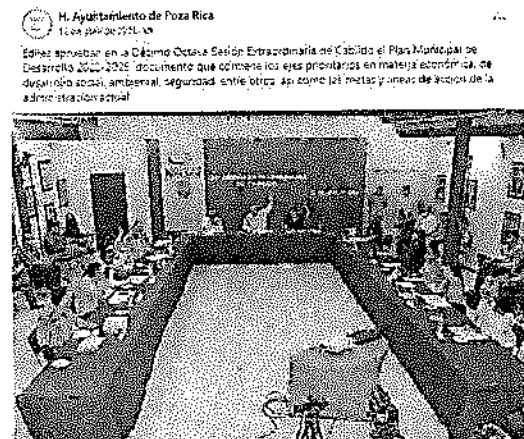 H. Ayuntamiento de Poza Rica
Ediles aprueban en la Décimo Octava Sesión Extraordinaria de Cabildo el Plan Municipal de
Desarrollo documento que contiene los ejes prioritarios en materia económica, de
desarrollo social, ambiental, seguridad, entre otros, así como las metas y líneas de acción de la
administración actual